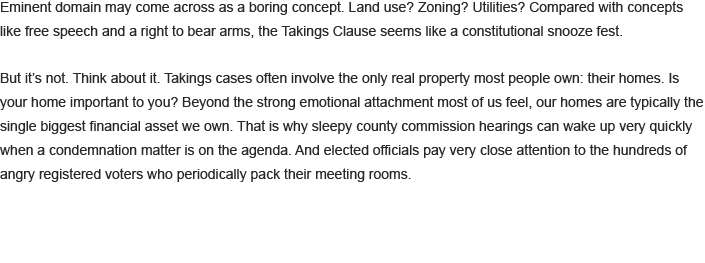 Eminent domain may come across as a boring concept. Land use? Zoning? Utilities? Compared with concepts
like free speech and a right to bear arms, the Takings Clause seems like a constitutional snooze fest.
But it’s not. Think about it. Takings cases often involve the only real property most people own: their homes. Is
your home important to you? Beyond the strong emotional attachment most of us feel, our homes are typically the
single biggest financial asset we own. That is why sleepy county commission hearings can wake up very quickly
when a condemnation matter is on the agenda. And elected officials pay very close attention to the hundreds of
angry registered voters who periodically pack their meeting rooms.